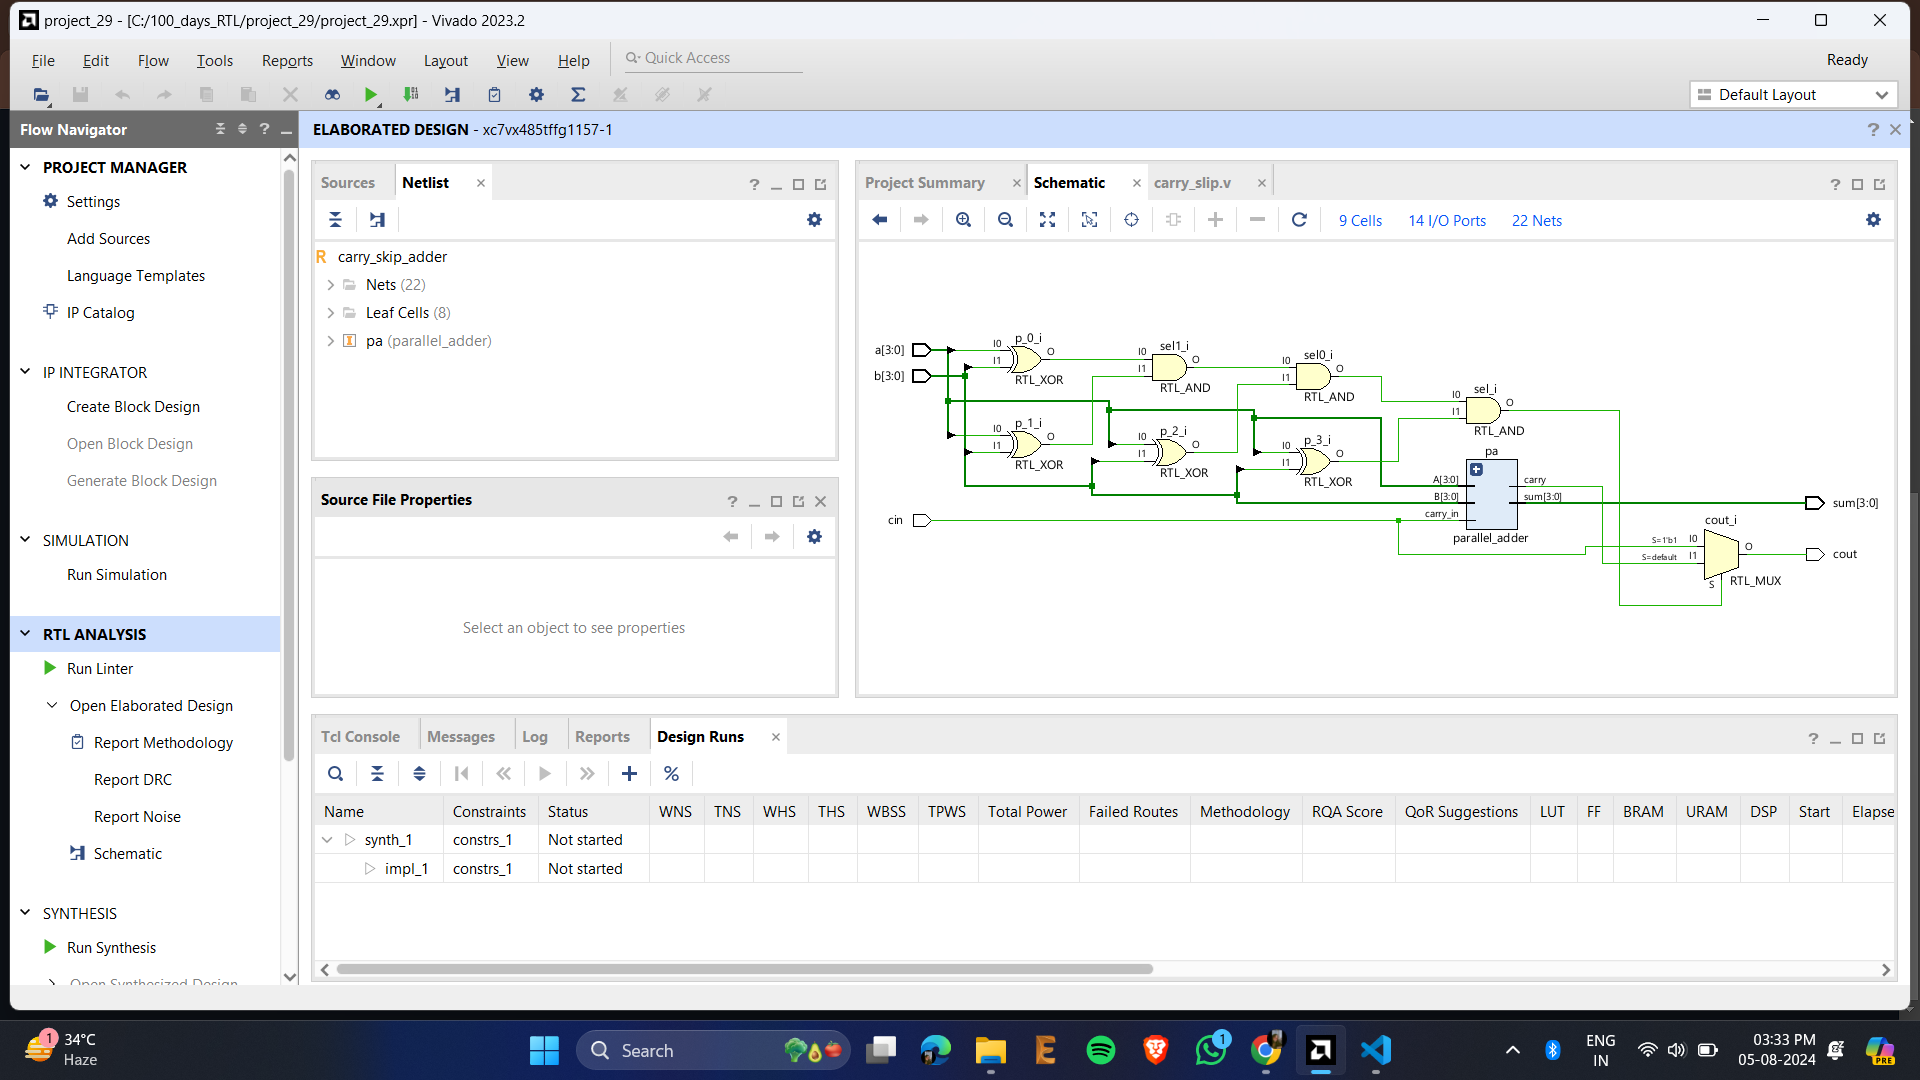 project_29 - [C:/100_days_RTL/project_29/project_29.xpr] - Vivado 2023.2
File Edit Flow Tools Reports Window Layout View Help Quick Access Ready
Default Layout
Flow Navigator
ELABORATED DESIGN - xc7vx485tffg1157-1
PROJECT MANAGER
Settings
Add Sources
Language Templates
IP Catalog
IP INTEGRATOR
Create Block Design
Open Block Design
Generate Block Design
SIMULATION
Run Simulation
RTL ANALYSIS
Run Linter
Open Elaborated Design
Report Methodology
Report DRC
Report Noise
Schematic
SYNTHESIS
Run Synthesis
Open Synthesized Design
Sources Netlist
R carry_skip_adder
Nets (22)
Leaf Cells (8)
pa (parallel_adder)
Source File Properties
Select an object to see properties
Project Summary Schematic carry_slip.v
9 Cells 14 I/O Ports 22 Nets
a[3:0]
b[3:0]
cin
p_0_i
I0
I1
O
RTL_XOR
p_1_i
I0
I1
O
RTL_XOR
sel1_i
I0
I1
O
RTL_AND
p_2_i
I0
I1
O
RTL_XOR
sel0_i
I0
I1
O
RTL_AND
p_3_i
I0
I1
O
RTL_XOR
sel_i
I0
I1
O
RTL_AND
pa
A[3:0]
B[3:0]
carry_in
carry
sum[3:0]
parallel_adder
cout_i
S=1'b1 I0
S=default I1
O
S
RTL_MUX
sum[3:0]
cout
Tcl Console Messages Log Reports Design Runs
Name Constraints Status WNS TNS WHS THS WBSS TPWS Total Power Failed Routes Methodology RQA Score QoR Suggestions LUT FF BRAM URAM DSP Start Elapse
synth_1 constrs_1 Not started
impl_1 constrs_1 Not started
1
34°C
Haze
Search
1
ENG
IN
03:33 PM
05-08-2024
PRE